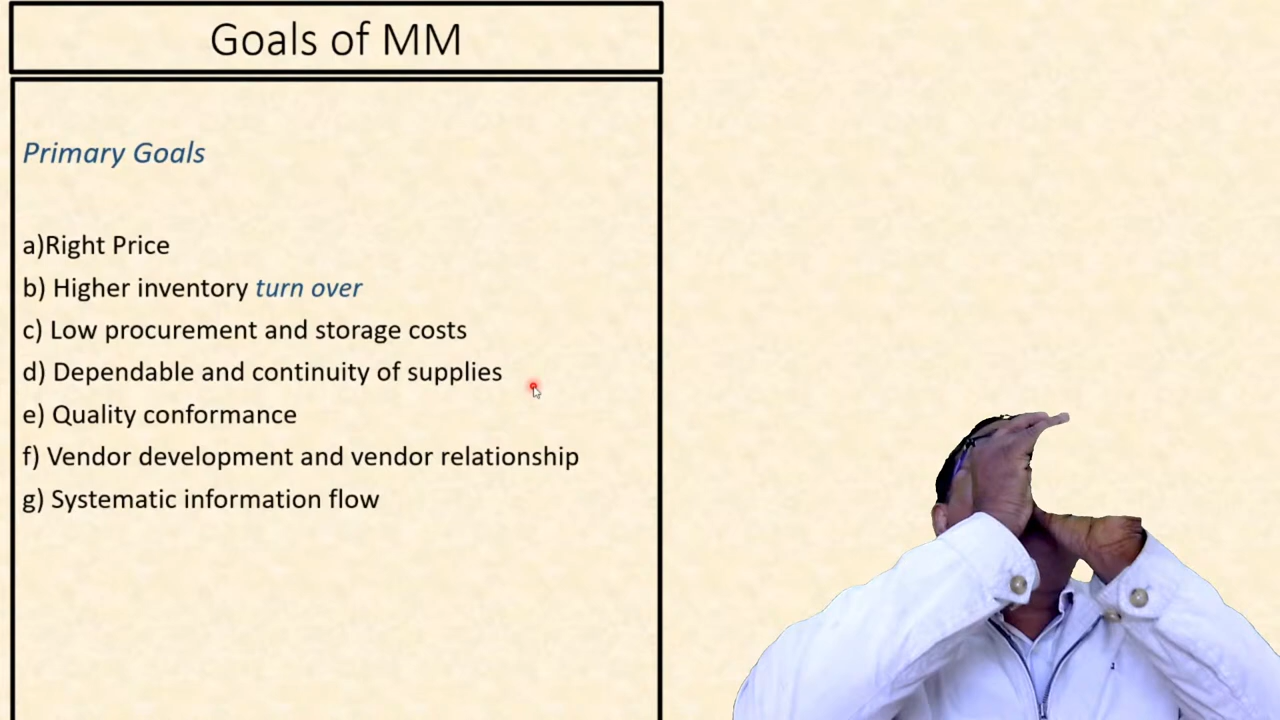 Goals of MM
Primary Goals
a)Right Price
b) Higher inventory turn over
c) Low procurement and storage costs
d) Dependable and continuity of supplies
e) Quality conformance
f) Vendor development and vendor relationship
g) Systematic information flow